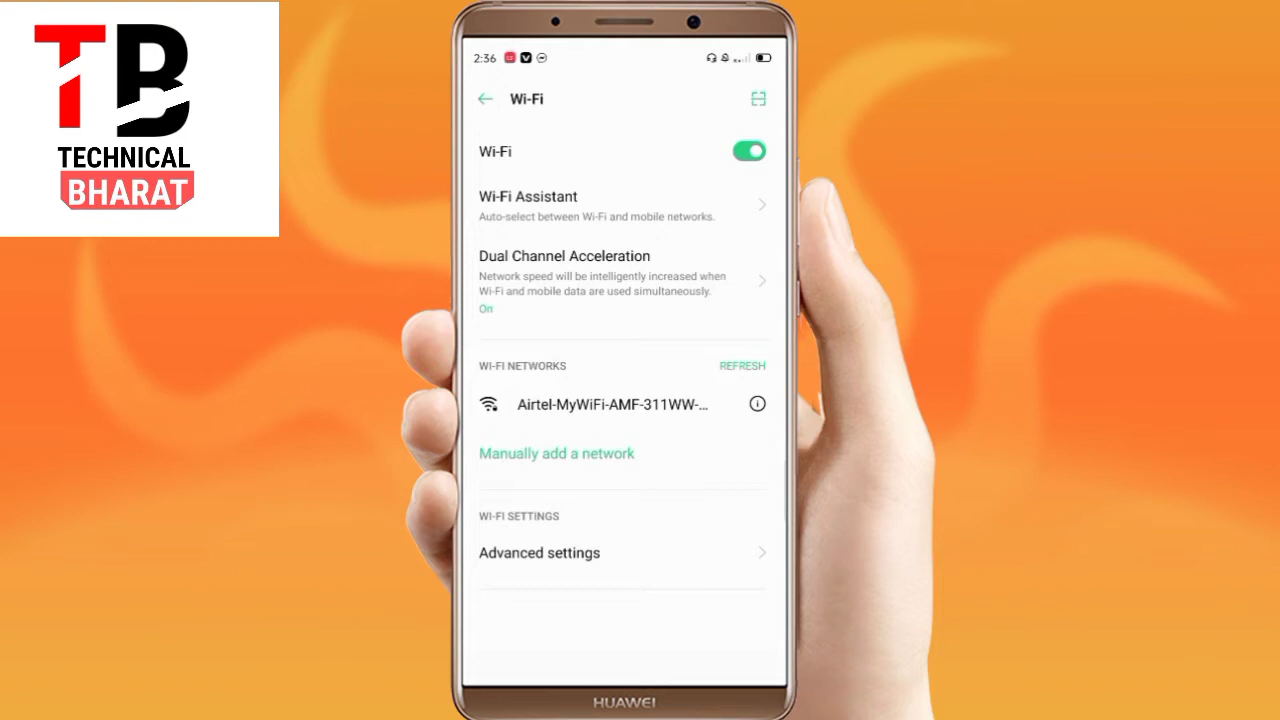 TB
TECHNICAL
BHARAT
2:36
Wi-Fi
Wi-Fi
Wi-Fi Assistant
Auto-select between Wi-Fi and mobile networks.
Dual Channel Acceleration
Network speed will be intelligently increased when
Wi-Fi and mobile data are used simultaneously.
On
WI-FI NETWORKS
REFRESH
Airtel-MyWiFi-AMF-311WW-...
Manually add a network
WI-FI SETTINGS
Advanced settings
HUAWEI